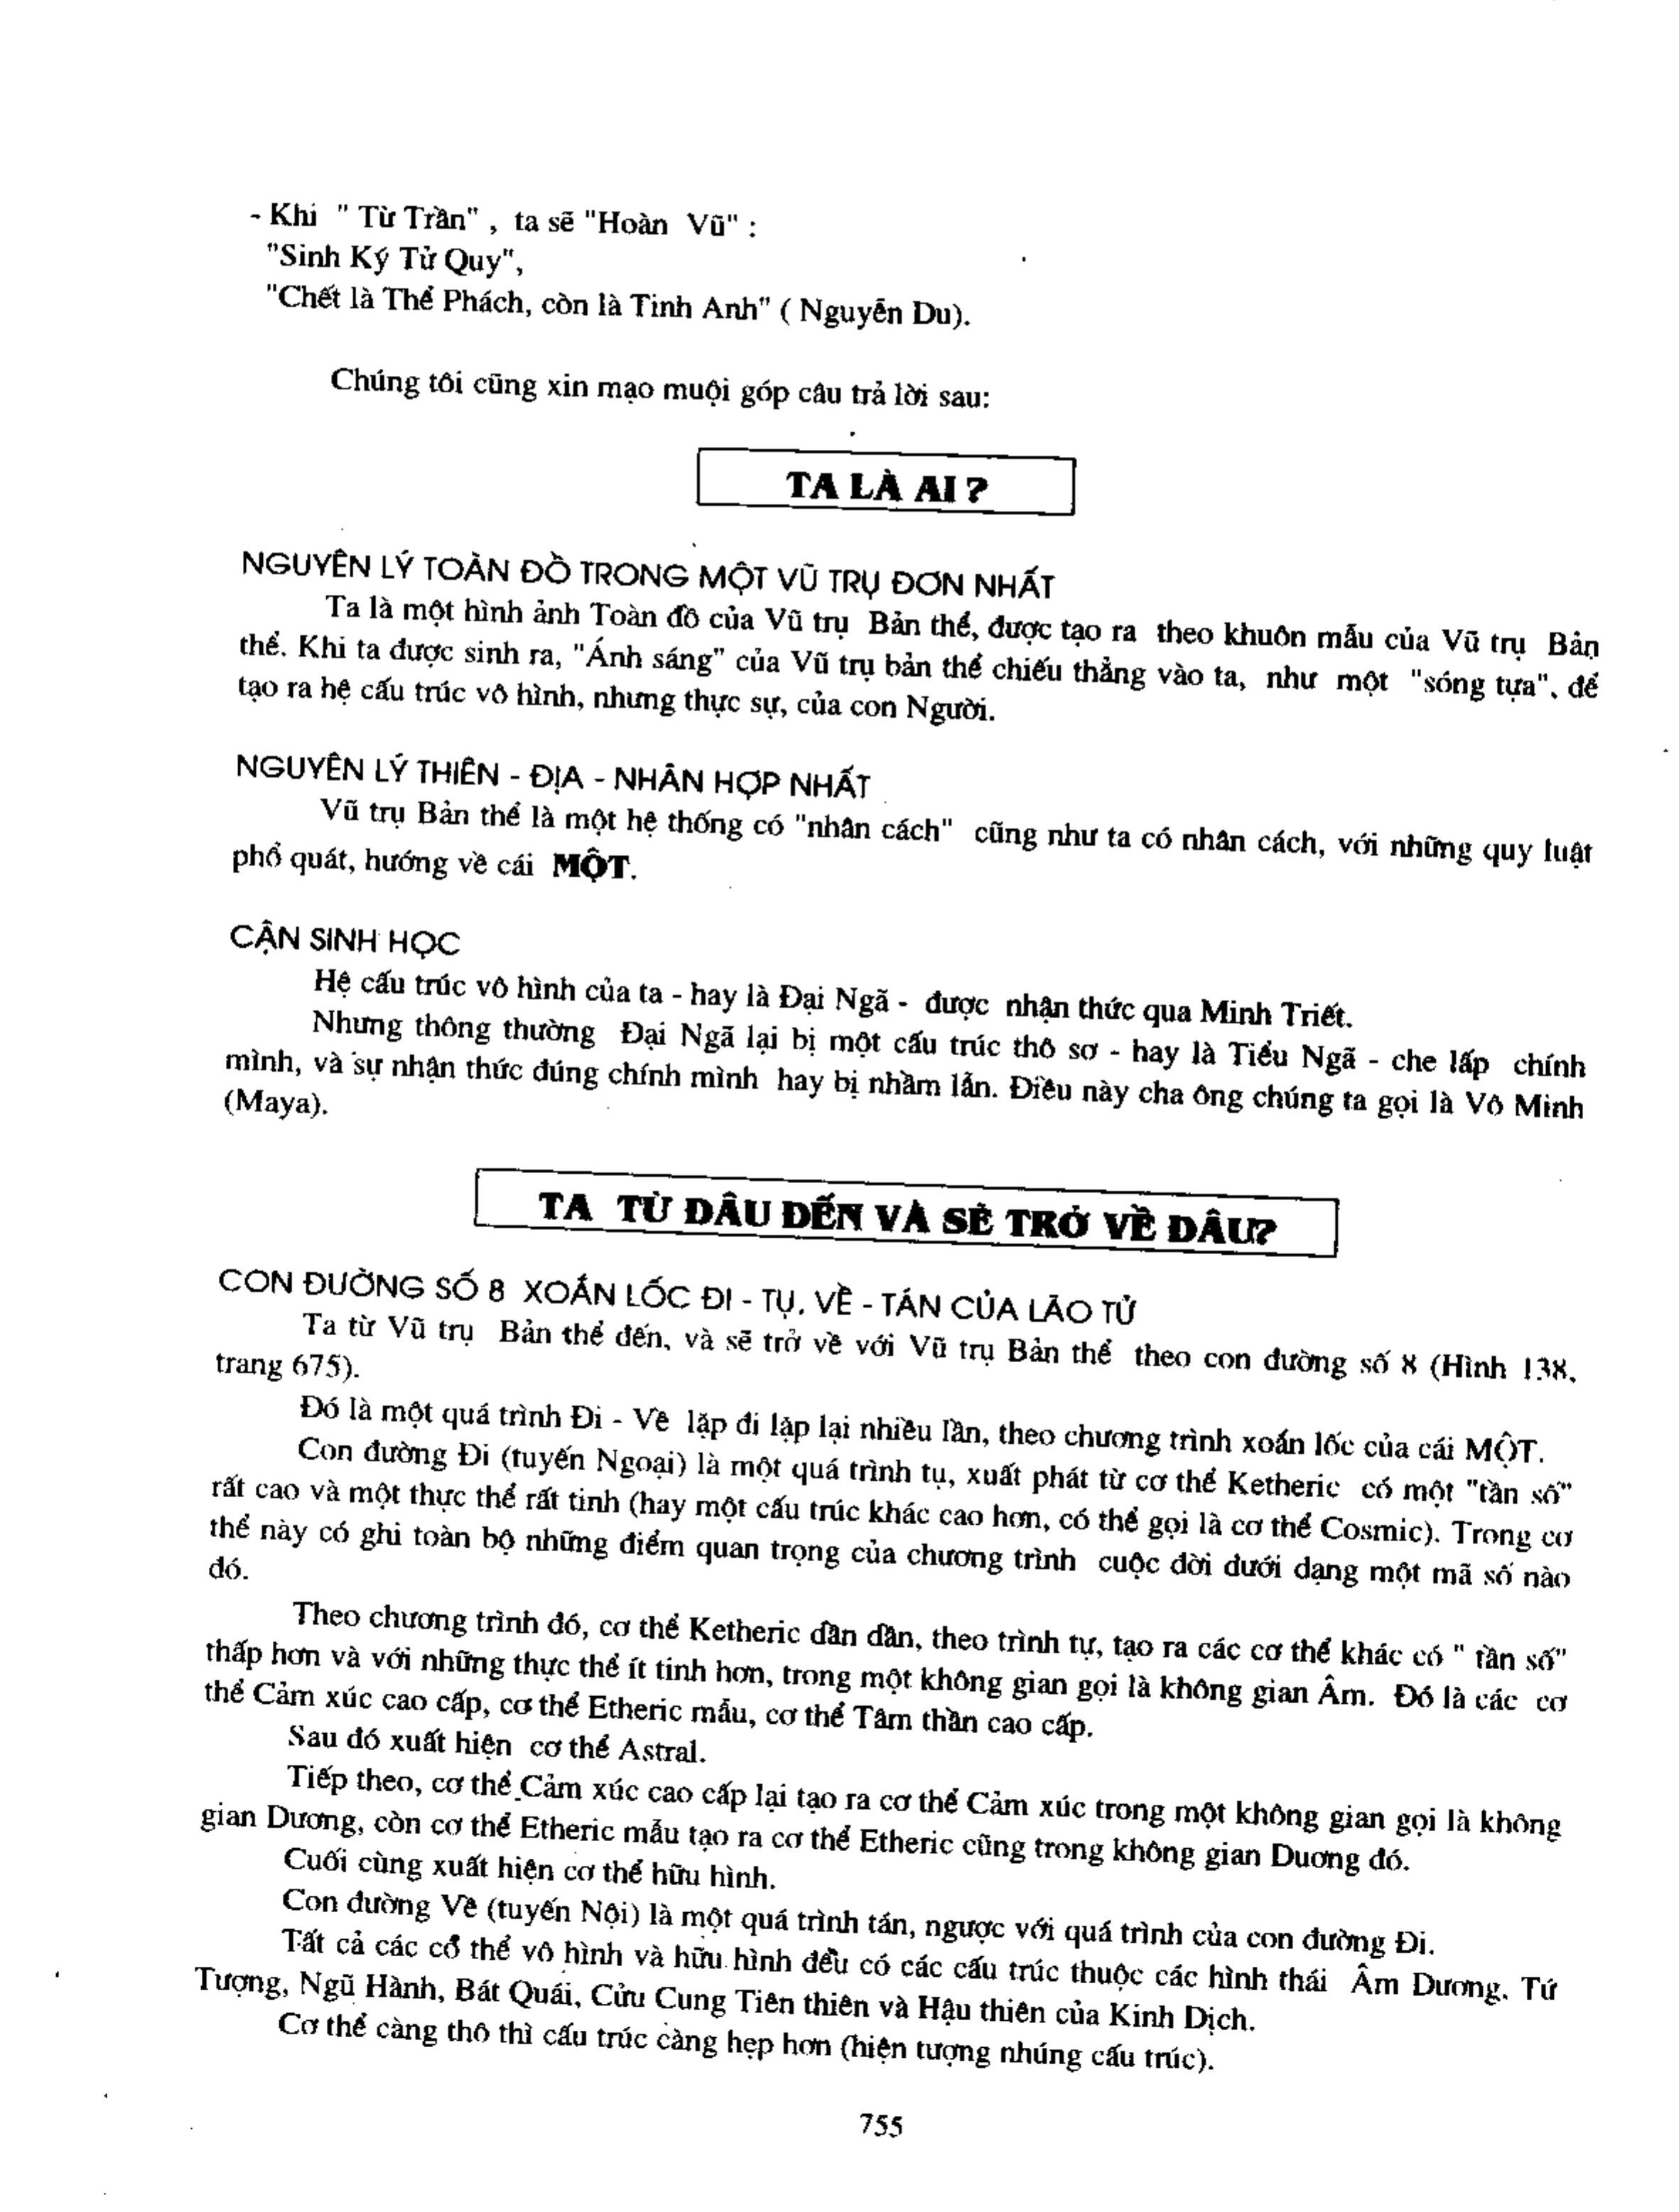 - Khi " Từ Trần" , ta sẽ "Hoàn Vũ" :
"Sinh Ký Tử Quy",
"Chết là Thể Phách, còn là Tinh Anh" ( Nguyễn Du).
Chúng tôi cũng xin mạo muội góp câu trả lời sau:
TA LÀ AI ?
NGUYÊN LÝ TOÀN ĐỒ TRONG MỘT VŨ TRỤ ĐƠN NHẤT
Ta là một hình ảnh Toàn đồ của Vũ trụ Bản thể, được tạo ra theo khuôn mẫu của Vũ trụ Bản
thể. Khi ta được sinh ra, "Ánh sáng" của Vũ trụ bản thể chiếu thẳng vào ta, như một "sóng tựa", để
tạo ra hệ cấu trúc vô hình, nhưng thực sự, của con Người.
NGUYÊN LÝ THIÊN - ĐỊA - NHÂN HỢP NHẤT
Vũ trụ Bản thể là một hệ thống có "nhân cách" cũng như ta có nhân cách, với những quy luật
phổ quát, hướng về cái MỘT.
CẬN SINH HỌC
Hệ cấu trúc vô hình của ta - hay là Đại Ngã - được nhận thức qua Minh Triết.
Nhưng thông thường Đại Ngã lại bị một cấu trúc thô sơ - hay là Tiểu Ngã - che lấp chính
mình, và sự nhận thức đúng chính mình hay bị nhầm lẫn. Điều này cha ông chúng ta gọi là Vô Minh
(Maya).
TA TỪ ĐÂU ĐẾN VÀ SẼ TRỞ VỀ ĐÂU?
CON ĐƯỜNG SỐ 8 XOẮN LỐC ĐI - TỤ, VỀ - TÁN CỦA LÃO TỬ
Ta từ Vũ trụ Bản thể đến, và sẽ trở về với Vũ trụ Bản thể theo con đường số 8 (Hình 138,
trang 675).
Đó là một quá trình Đi - Về lặp đi lặp lại nhiều lần, theo chương trình xoắn lốc của cái MỘT.
Con đường Đi (tuyến Ngoại) là một quá trình tụ, xuất phát từ cơ thể Ketheric có một "tần số"
rất cao và một thực thể rất tinh (hay một cấu trúc khác cao hơn, có thể gọi là cơ thể Cosmic). Trong cơ
thể này có ghi toàn bộ những điểm quan trọng của chương trình cuộc đời dưới dạng một mã số nào
đó.
Theo chương trình đó, cơ thể Ketheric dần dần, theo trình tự, tạo ra các cơ thể khác có " tần số"
thấp hơn và với những thực thể ít tinh hơn, trong một không gian gọi là không gian Âm. Đó là các cơ
thể Cảm xúc cao cấp, cơ thể Etheric mẫu, cơ thể Tâm thần cao cấp.
Sau đó xuất hiện cơ thể Astral.
Tiếp theo, cơ thể Cảm xúc cao cấp lại tạo ra cơ thể Cảm xúc trong một không gian gọi là không
gian Dương, còn cơ thể Etheric mẫu tạo ra cơ thể Etheric cũng trong không gian Duơng đó.
Cuối cùng xuất hiện cơ thể hữu hình.
Con đường Về (tuyến Nội) là một quá trình tán, ngược với quá trình của con đường Đi.
Tất cả các cơ thể vô hình và hữu hình đều có các cấu trúc thuộc các hình thái Âm Dương, Tứ
Tượng, Ngũ Hành, Bát Quái, Cửu Cung Tiên thiên và Hậu thiên của Kinh Dịch.
Cơ thể càng thô thì cấu trúc càng hẹp hơn (hiện tượng nhúng cấu trúc).
755